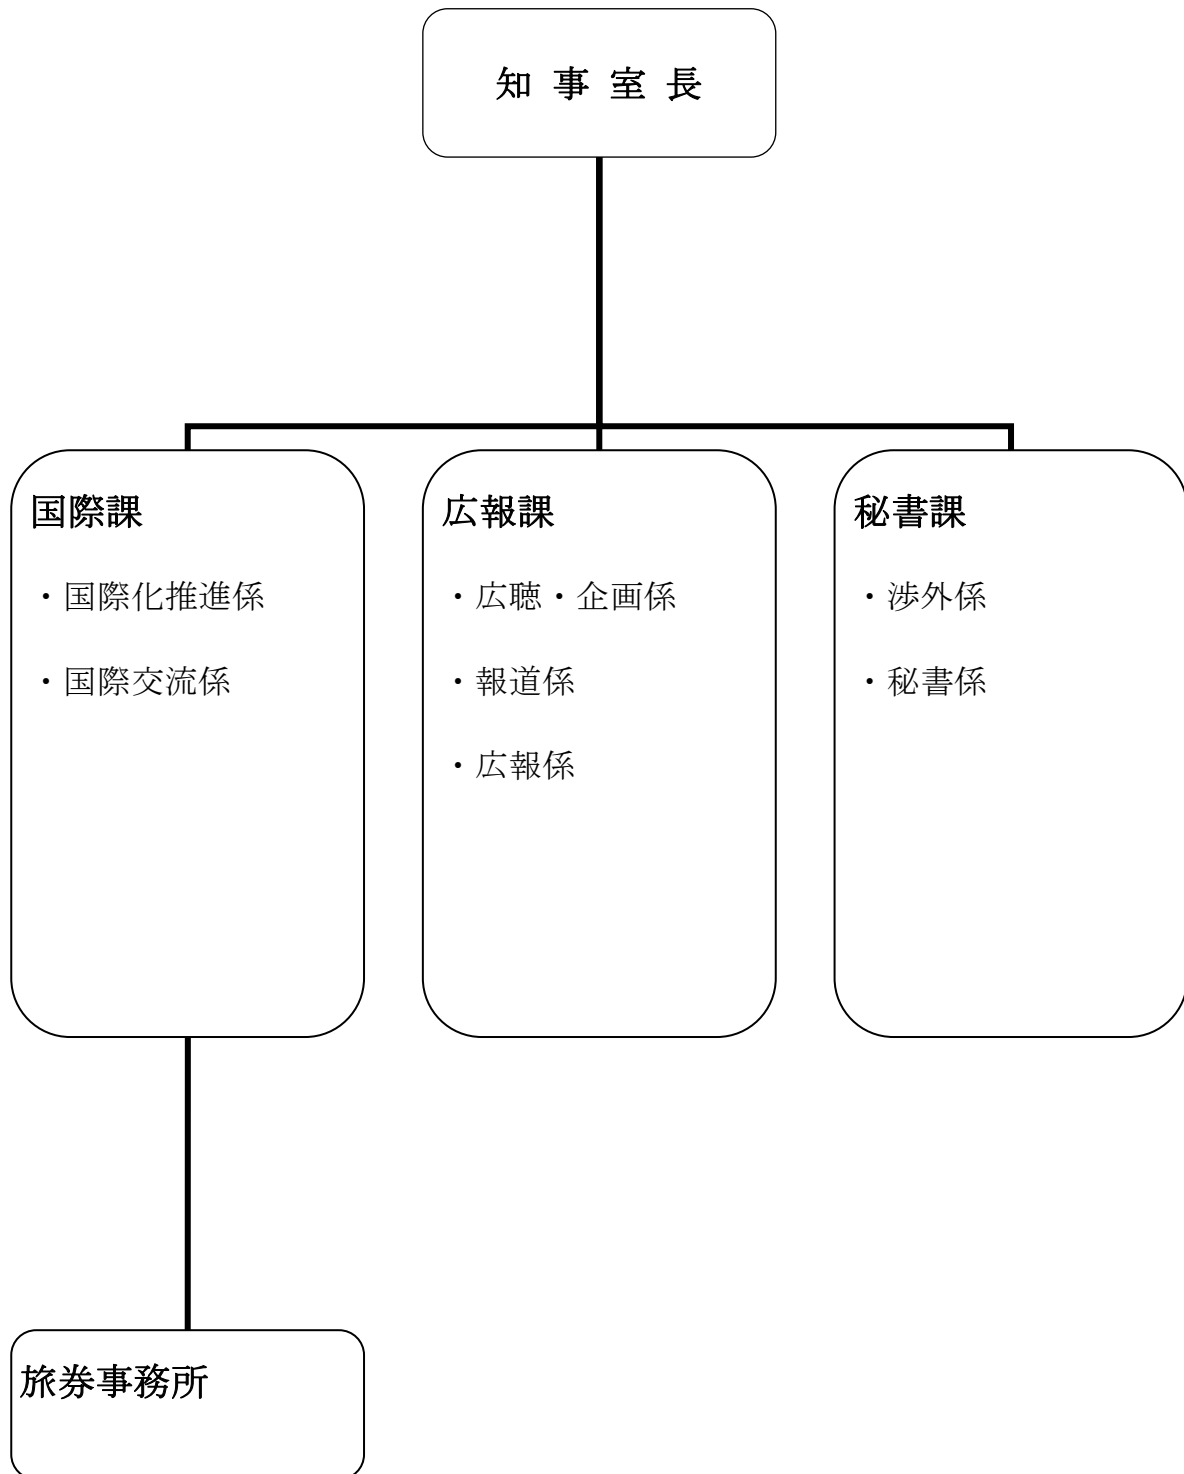 知 事 室 長
国際課
・国際化推進係
・国際交流係
広報課
・広聴・企画係
・報道係
・広報係
秘書課
・渉外係
・秘書係
旅券事務所